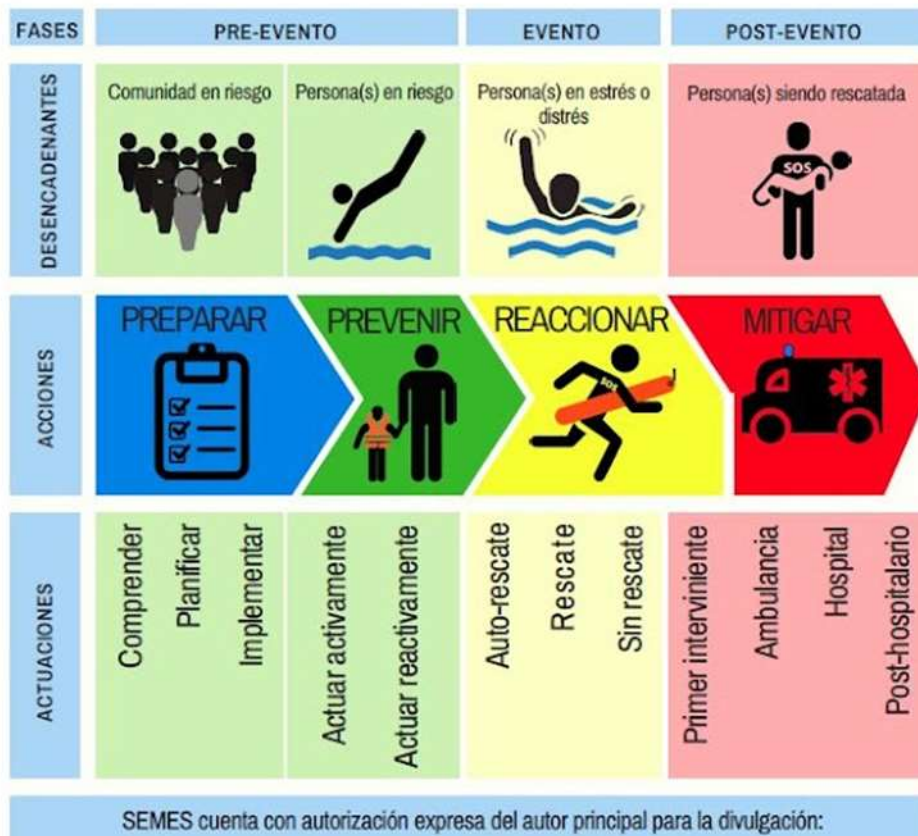 FASES
PRE-EVENTO
EVENTO
POST-EVENTO
DESENCADENANTES
Comunidad en riesgo
Persona(s) en riesgo
Persona(s) en estrés o
distrés
Persona(s) siendo rescatada
SOS
ACCIONES
PREPARAR
PREVENIR
REACCIONAR
MITIGAR
SOS
ACTUACIONES
Comprender
Planificar
Implementar
Actuar activamente
Actuar reactivamente
Auto-rescate
Rescate
Sin rescate
Primer interviniente
Ambulancia
Hospital
Post-hospitalario
SEMES cuenta con autorización expresa del autor principal para la divulgación: